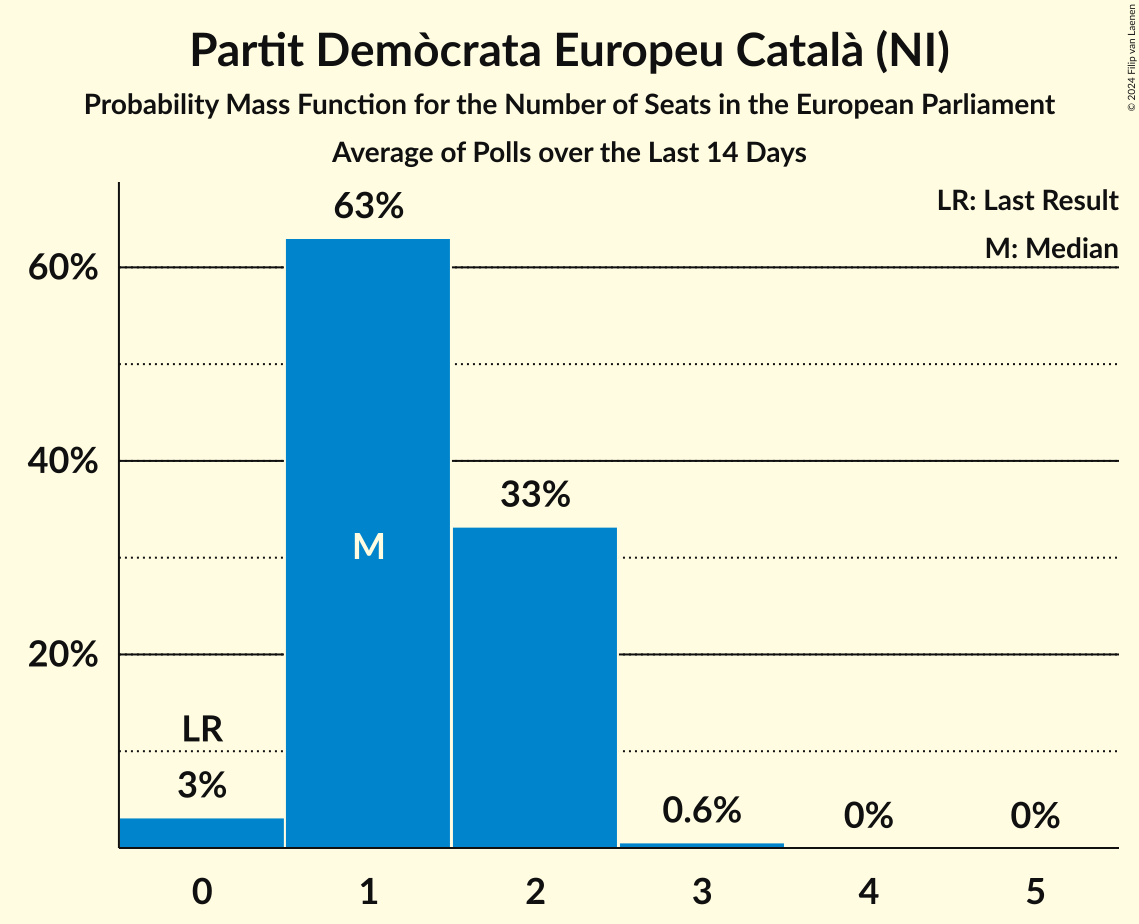 Partit Demòcrata Europeu Català (NI)
Probability Mass Function for the Number of Seats in the European Parliament
Average of Polls over the Last 14 Days
© 2024 Filip van Laenen
LR: Last Result
M: Median
63%
60%
40%
33%
M
20%
LR
3%
0.6%
0%
0%
0 1 2 3 4 5